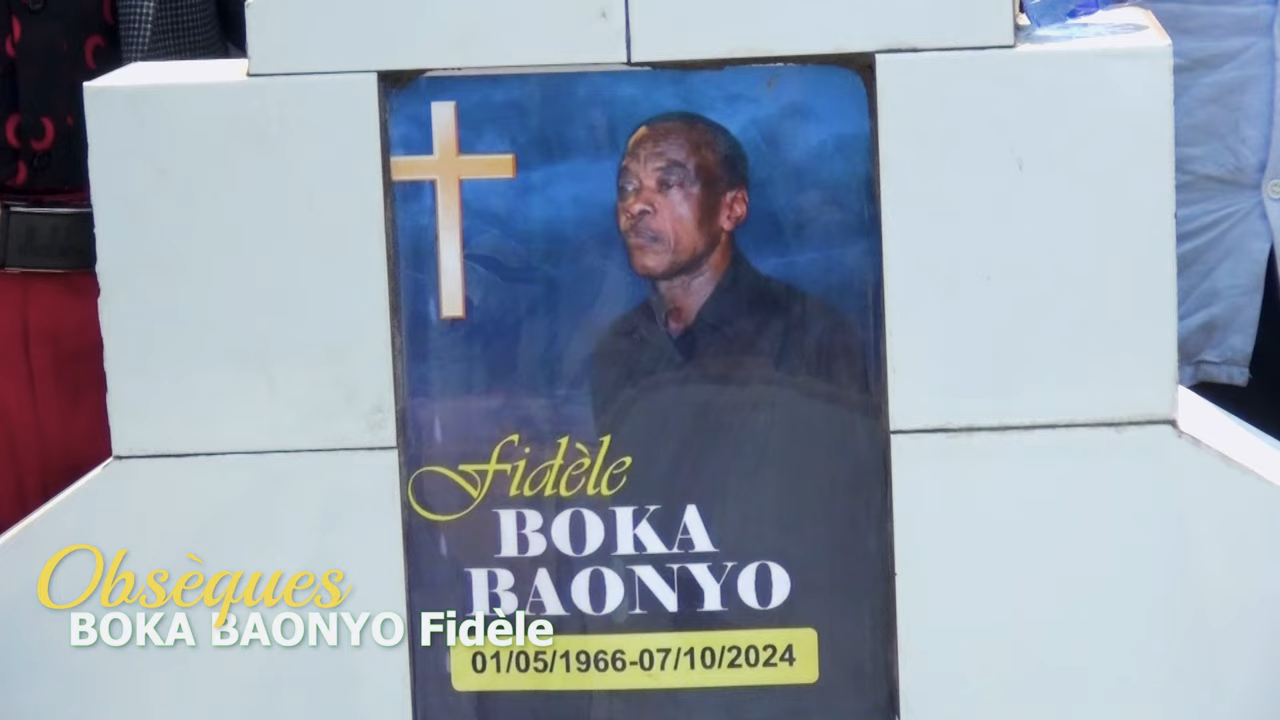 Fidèle
BOKA
BAONYO
01/05/1966-07/10/2024
Obsèques
BOKA BAONYO Fidèle